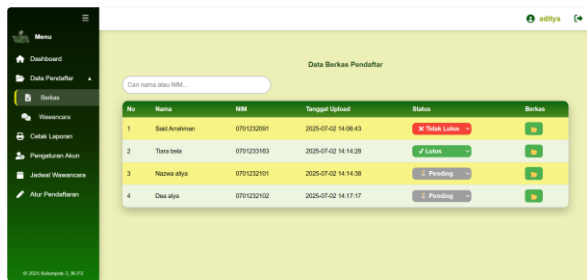 aditya
Menu
Dashboard
Data Pendaftar
Berkas
Wawancara
Cetak Laporan
Pengaturan Akun
Jadwal Wawancara
Atur Pendaftaran
© 2025 Kelompok 3_IK-P2
Data Berkas Pendaftar
Cari nama atau NIM...
No Nama NIM Tanggal Upload Status Berkas
1 Said Arrahman 0701232091 2025-07-02 14:08:43 Tidak Lulus
2 Tiara bela 0701233163 2025-07-02 14:14:28 Lulus
3 Nazwa aliya 0701232101 2025-07-02 14:14:38 Pending
4 Dea alya 0701232102 2025-07-02 14:17:17 Pending